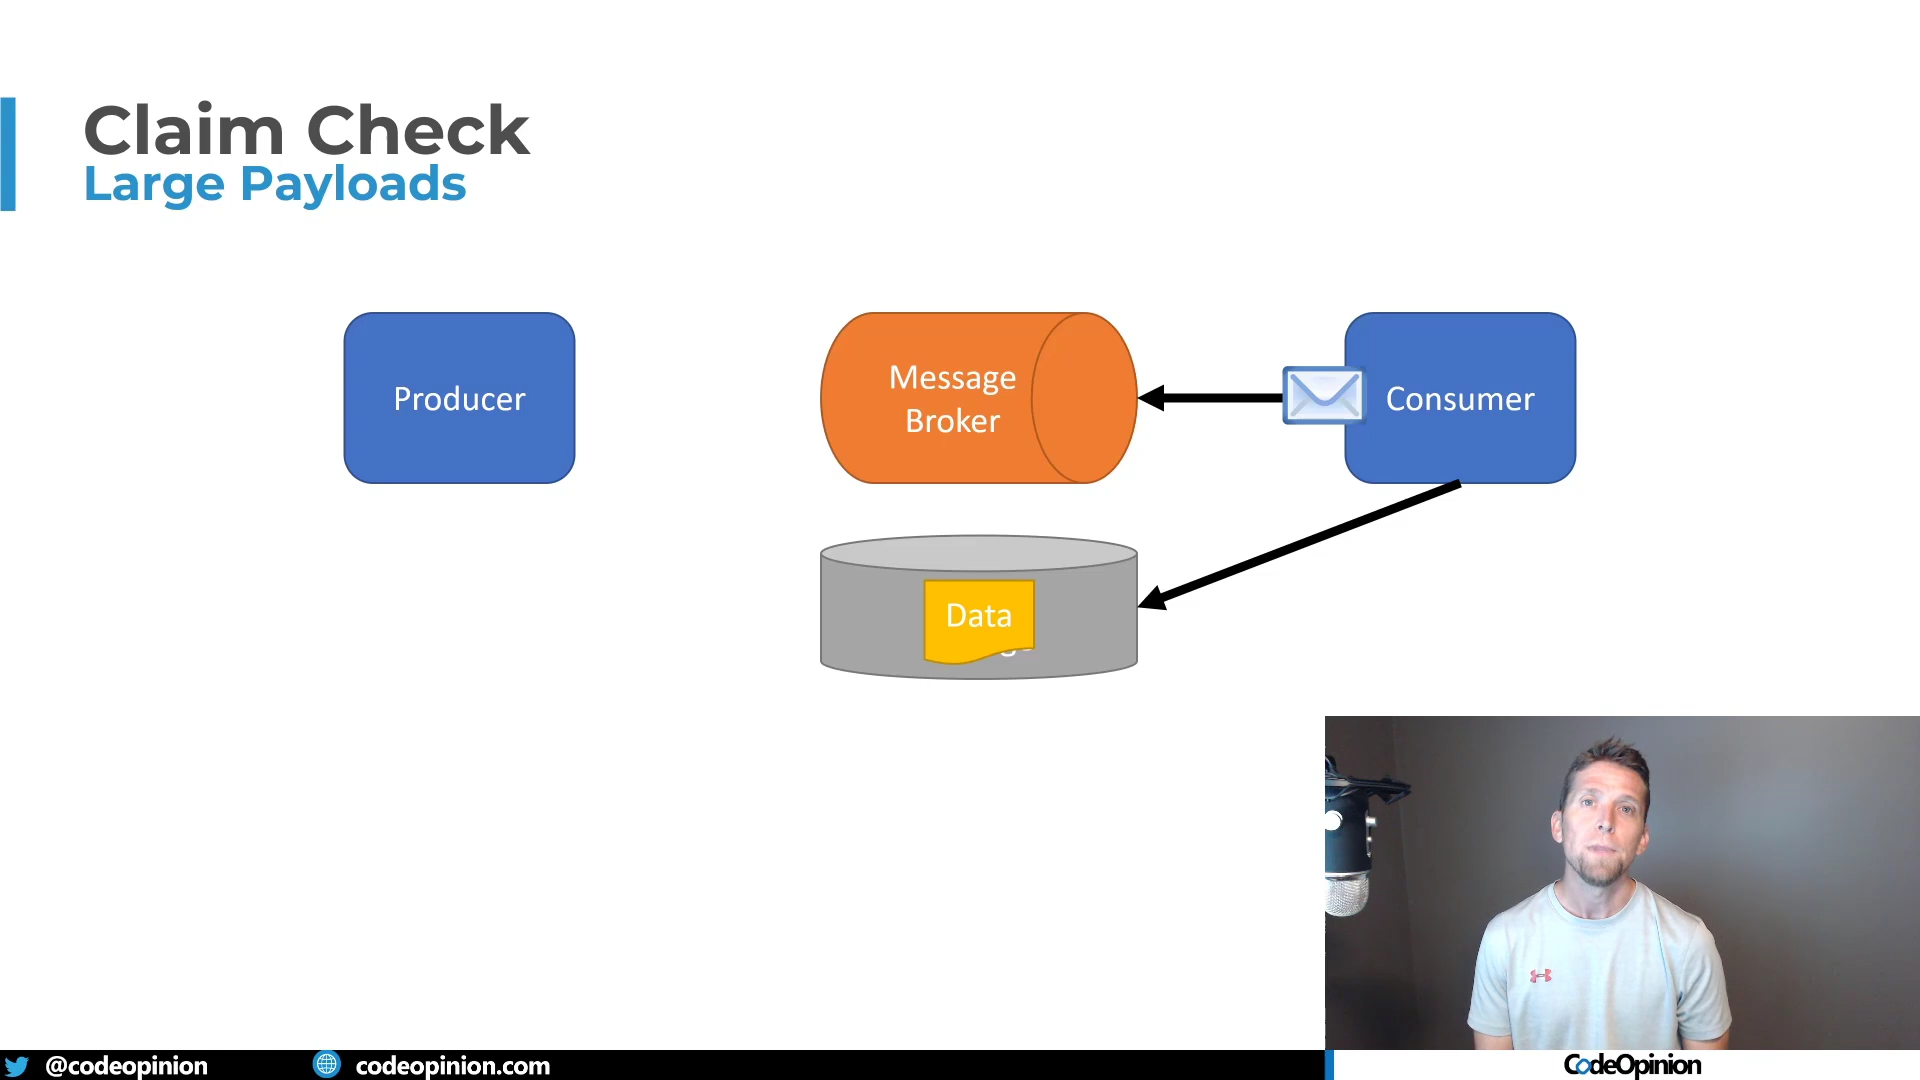 Claim Check
Large Payloads
Producer
Message
Broker
Consumer
Data
@codeopinion
codeopinion.com
CodeOpinion